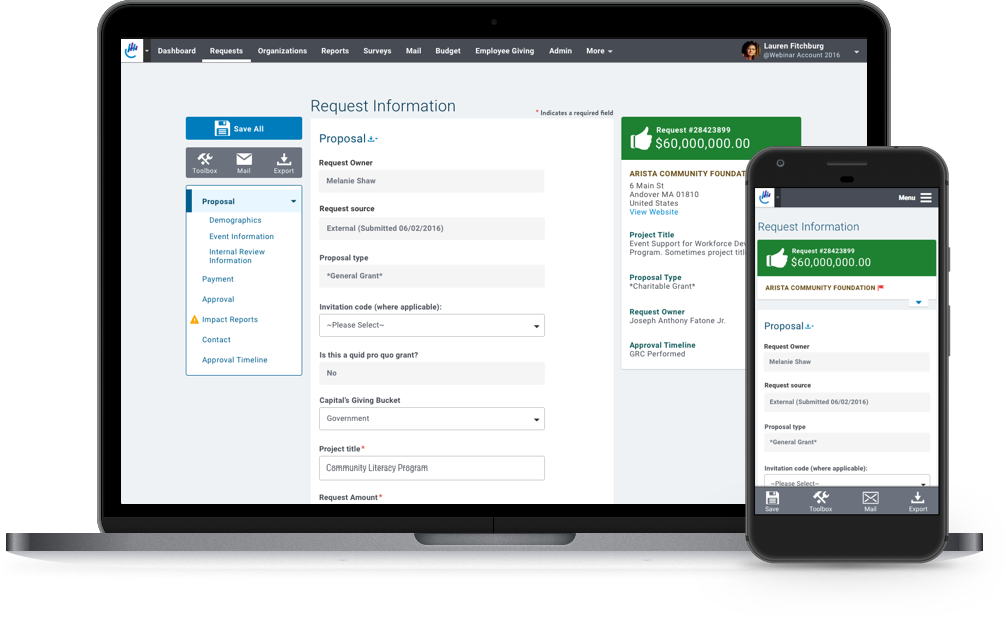 Dashboard
Requests
Organizations
Reports
Surveys
Mail
Budget
Employee Giving
Admin
More
Lauren Fitchburg
@Webinar Account 2016
Save All
Toolbox
Mail
Export
Proposal
Demographics
Event Information
Internal Review
Information
Payment
Approval
Impact Reports
Contact
Approval Timeline
Request Information
* Indicates a required field
Proposal
Request Owner
Melanie Shaw
Request source
External (Submitted 06/02/2016)
Proposal type
*General Grant*
Invitation code (where applicable):
~Please Select~
Is this a quid pro quo grant?
No
Capital's Giving Bucket
Government
Project title*
Community Literacy Program
Request Amount*
Request #28423899
$60,000,000.00
ARISTA COMMUNITY FOUNDAT
6 Main St
Andover MA 01810
United States
View Website
Project Title
Event Support for Workforce Dev
Program. Sometimes project titl
Proposal Type
*Charitable Grant*
Request Owner
Joseph Anthony Fatone Jr.
Approval Timeline
GRC Performed
Menu
Request Information
Request #28423899
$60,000,000.00
ARISTA COMMUNITY FOUNDATION
Proposal
Request Owner
Melanie Shaw
Request source
External (Submitted 06/02/2016)
Proposal type
*General Grant*
Invitation code (where applicable):
~Please Select~
Save
Toolbox
Mail
Export